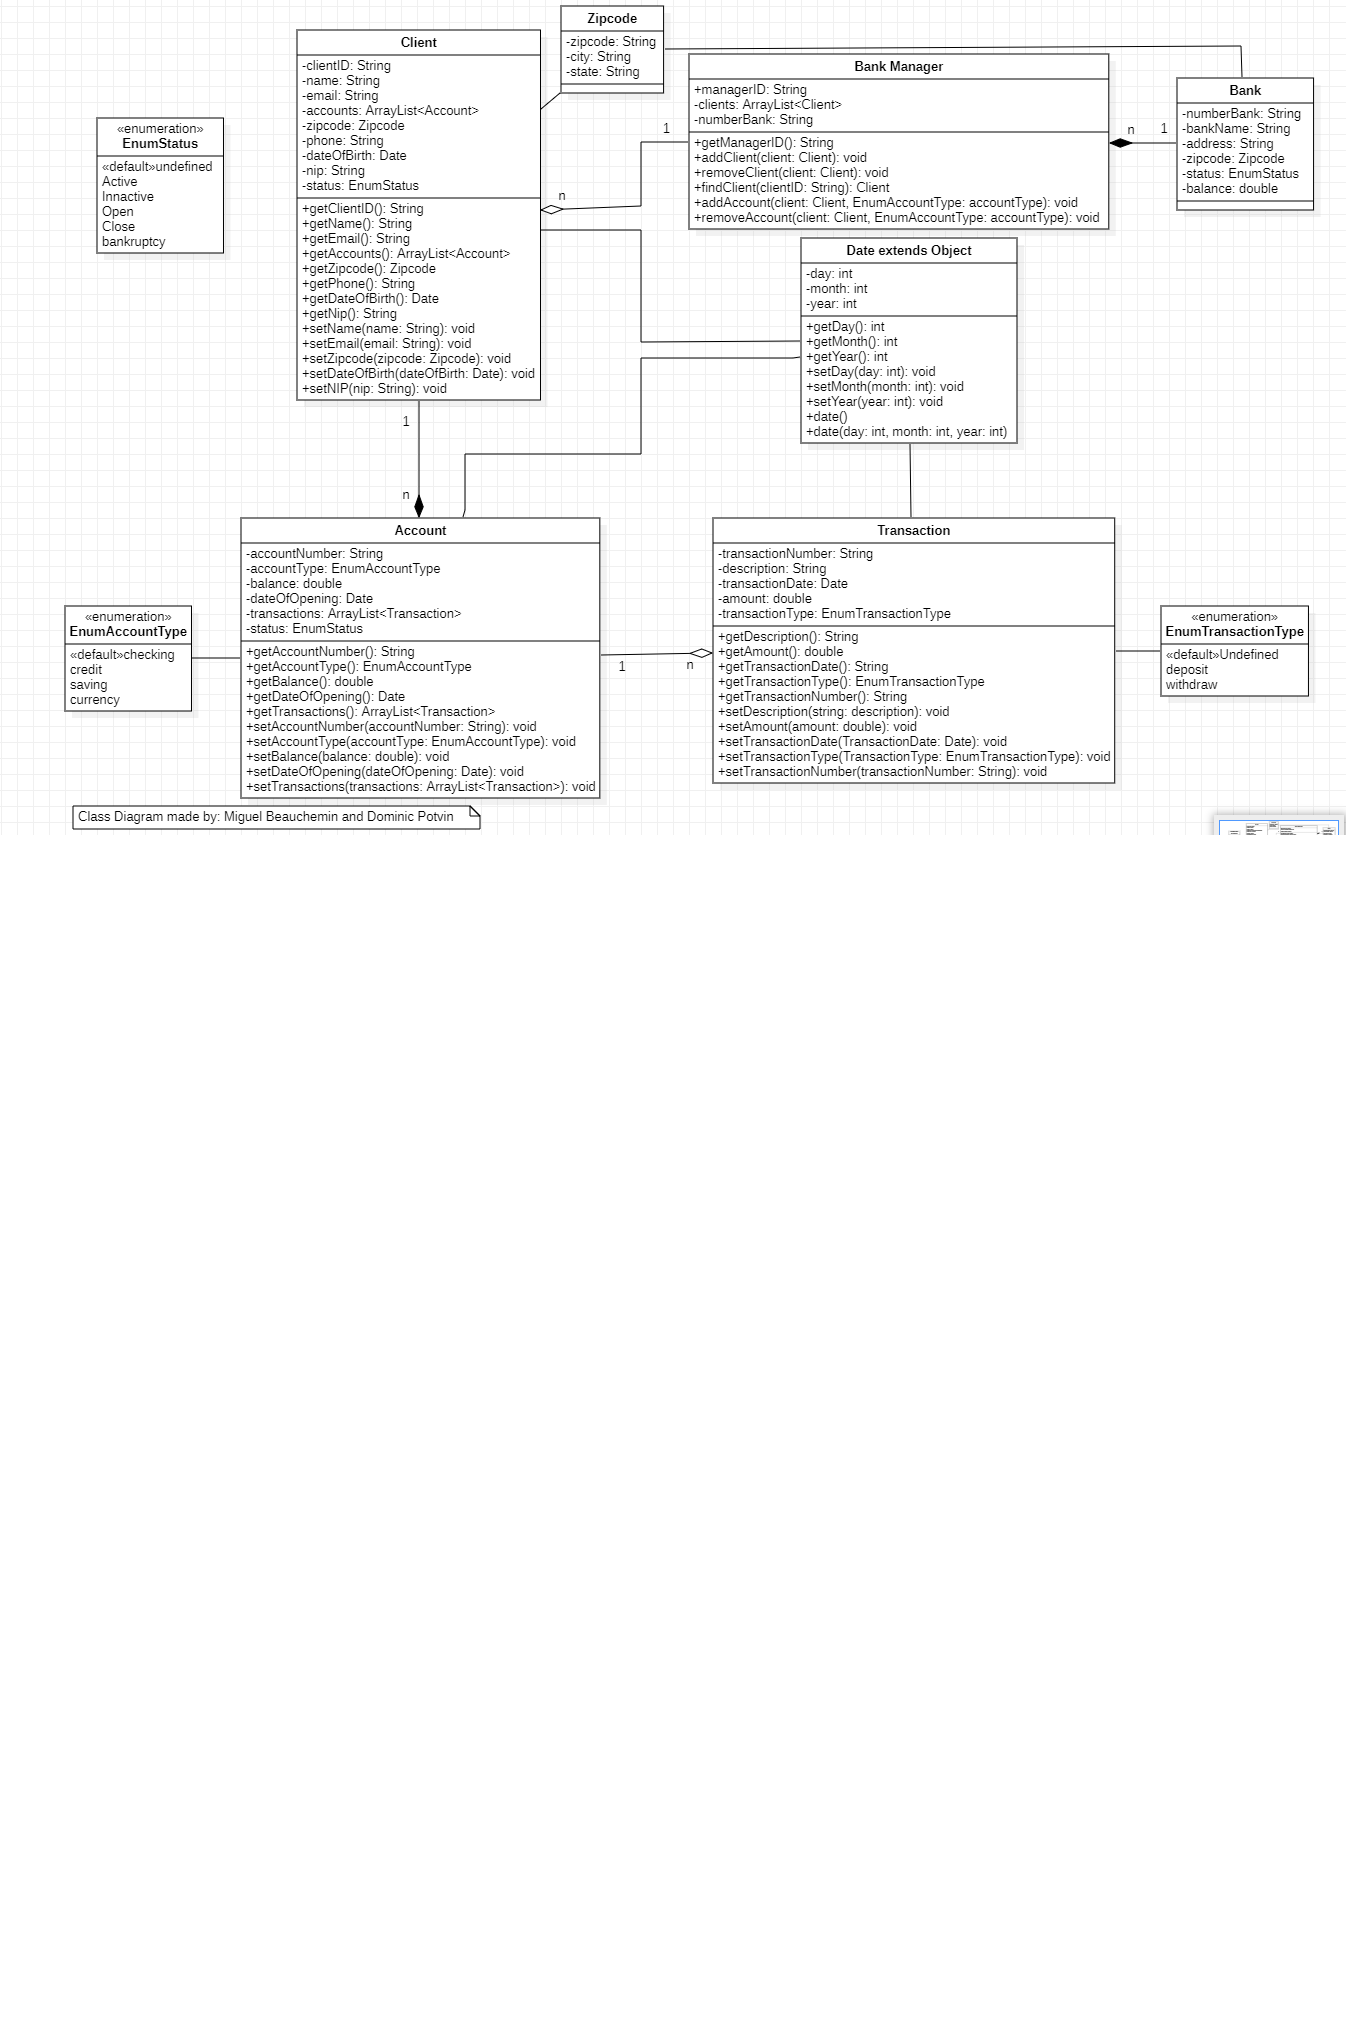 Zipcode
-zipcode: String
-city: String
-state: String
Client
-clientID: String
-name: String
-email: String
-accounts: ArrayList<Account>
-zipcode: Zipcode
-phone: String
-dateOfBirth: Date
-nip: String
-status: EnumStatus
+getClientID(): String
+getName(): String
+getEmail(): String
+getAccounts(): ArrayList<Account>
+getZipcode(): Zipcode
+getPhone(): String
+getDateOfBirth(): Date
+getNip(): String
+setName(name: String): void
+setEmail(email: String): void
+setZipcode(zipcode: Zipcode): void
+setDateOfBirth(dateOfBirth: Date): void
+setNIP(nip: String): void
Bank Manager
+managerID: String
-clients: ArrayList<Client>
-numberBank: String
+getManagerID(): String
+addClient(client: Client): void
+removeClient(client: Client): void
+findClient(clientID: String): Client
+addAccount(client: Client, EnumAccountType: accountType): void
+removeAccount(client: Client, EnumAccountType: accountType): void
Bank
-numberBank: String
-bankName: String
-address: String
-zipcode: Zipcode
-status: EnumStatus
-balance: double
n
1
1
n
«enumeration»
EnumStatus
«default»undefined
Active
Innactive
Open
Close
bankruptcy
Date extends Object
-day: int
-month: int
-year: int
+getDay(): int
+getMonth(): int
+getYear(): int
+setDay(day: int): void
+setMonth(month: int): void
+setYear(year: int): void
+date()
+date(day: int, month: int, year: int)
1
n
Account
-accountNumber: String
-accountType: EnumAccountType
-balance: double
-dateOfOpening: Date
-transactions: ArrayList<Transaction>
-status: EnumStatus
+getAccountNumber(): String
+getAccountType(): EnumAccountType
+getBalance(): double
+getDateOfOpening(): Date
+getTransactions(): ArrayList<Transaction>
+setAccountNumber(accountNumber: String): void
+setAccountType(accountType: EnumAccountType): void
+setBalance(balance: double): void
+setDateOfOpening(dateOfOpening: Date): void
+setTransactions(transactions: ArrayList<Transaction>): void
Transaction
-transactionNumber: String
-description: String
-transactionDate: Date
-amount: double
-transactionType: EnumTransactionType
+getDescription(): String
+getAmount(): double
+getTransactionDate(): String
+getTransactionType(): EnumTransactionType
+getTransactionNumber(): String
+setDescription(string: description): void
+setAmount(amount: double): void
+setTransactionDate(TransactionDate: Date): void
+setTransactionType(TransactionType: EnumTransactionType): void
+setTransactionNumber(transactionNumber: String): void
1
n
«enumeration»
EnumAccountType
«default»checking
credit
saving
currency
«enumeration»
EnumTransactionType
«default»Undefined
deposit
withdraw
Class Diagram made by: Miguel Beauchemin and Dominic Potvin